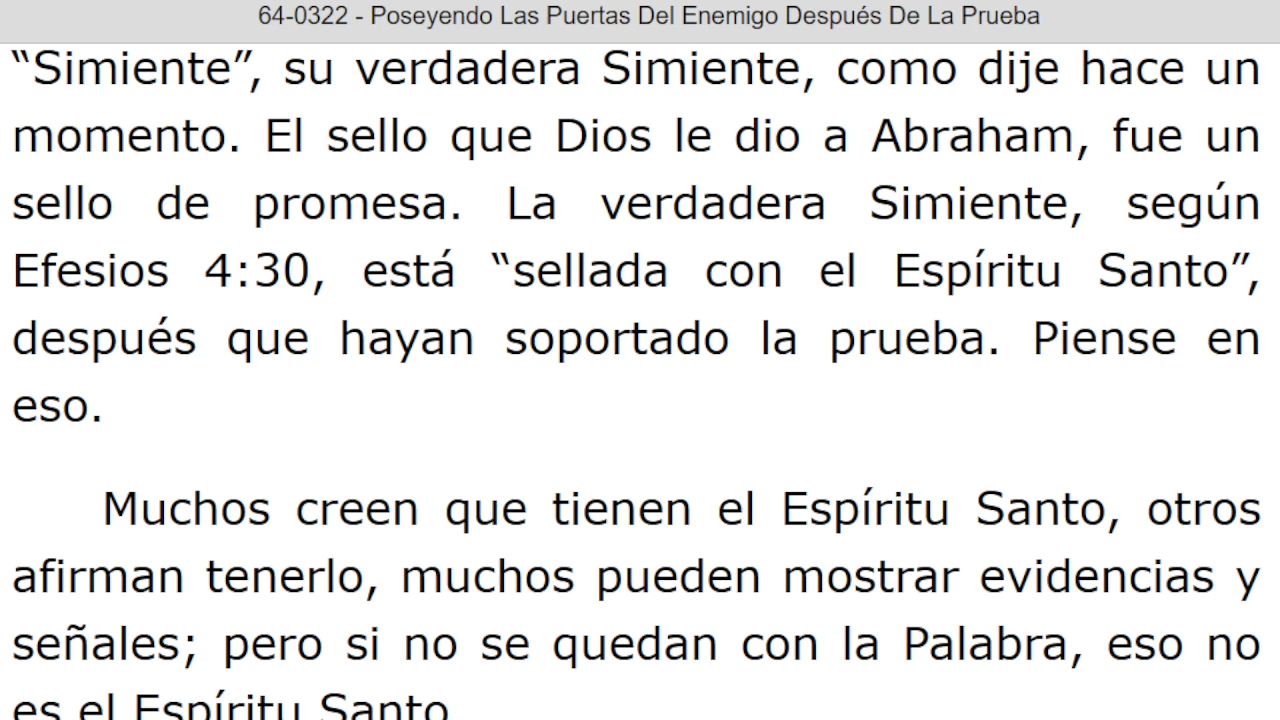 64-0322 - Poseyendo Las Puertas Del Enemigo Después De La Prueba
“Simiente”, su verdadera Simiente, como dije hace un
momento. El sello que Dios le dio a Abraham, fue un
sello de promesa. La verdadera Simiente, según
Efesios 4:30, está “sellada con el Espíritu Santo”,
después que hayan soportado la prueba. Piense en
eso.
Muchos creen que tienen el Espíritu Santo, otros
afirman tenerlo, muchos pueden mostrar evidencias y
señales; pero si no se quedan con la Palabra, eso no
es el Espíritu Santo